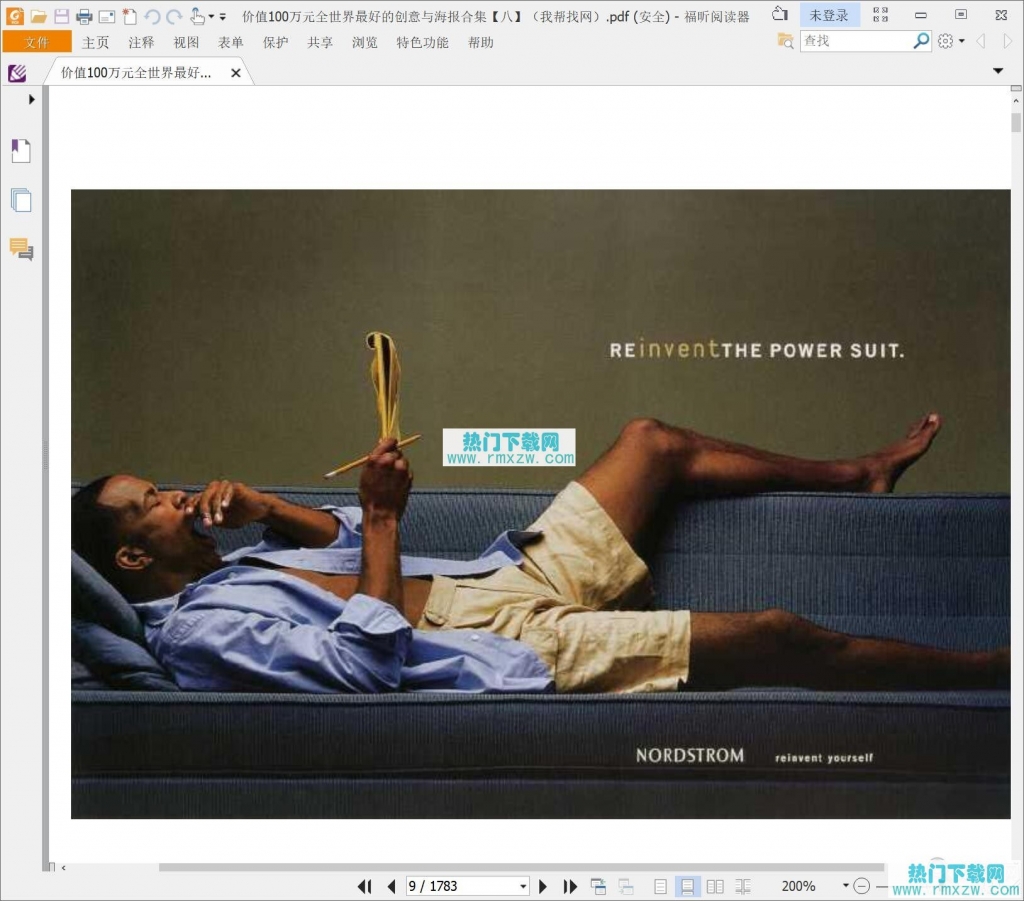 价值100万元全世界最好的创意与海报合集【八】（我帮找网）.pdf (安全) - 福昕阅读器
未登录
文件 主页 注释 视图 表单 保护 共享 浏览 特色功能 帮助
查找
价值100万元全世界最好...
REinventTHE POWER SUIT.
热门下载网
www.rmxzw.com
NORDSTROM reinvent yourself
9 / 1783
200%
热门下载网
www.rmxzw.com